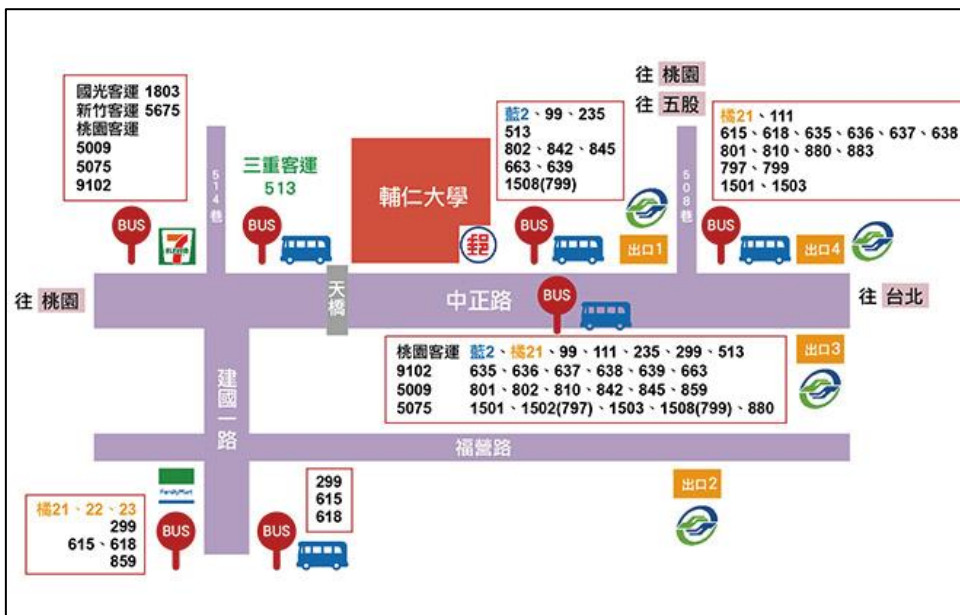 往 桃園
往 五股
國光客運 1803
新竹客運 5675
桃園客運
5009
5075
9102
514巷
三重客運
513
輔仁大學
郵
藍2、99、235
513
802、842、845
663、639
1508(799)
508巷
橘21、111
615、618、635、636、637、638
801、810、880、883
797、799
1501、1503
BUS
7
ELEVEn
BUS
BUS
出口1
BUS
出口4
往 桃園
天橋
中正路
BUS
往 台北
桃園客運 藍2、橘21、99、111、235、299、513
9102 635、636、637、638、639、663
5009 801、802、810、842、845、859
5075 1501、1502(797)、1503、1508(799)、880
出口3
建國一路
福營路
FamilyMart
橘21、22、23
299
615、618
859
BUS
299
615
618
BUS
出口2